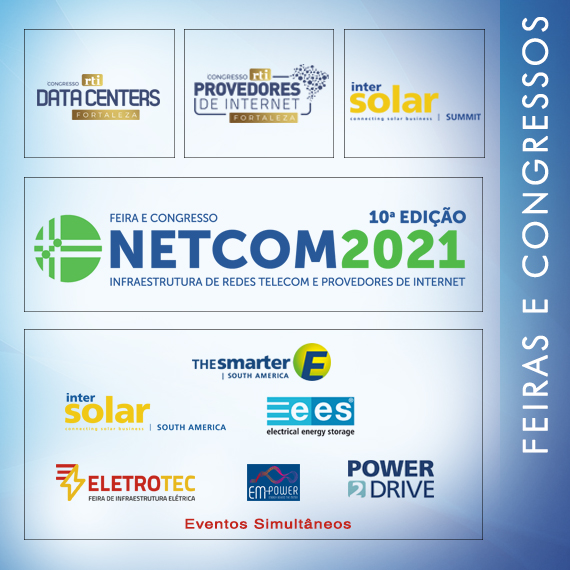 CONGRESSO rti
DATA CENTERS
FORTALEZA
CONGRESSO rti
PROVEDORES
DE INTERNET
FORTALEZA
inter
solar
connecting solar business | SUMMIT
FEIRA E CONGRESSO
10ª EDIÇÃO
NETCOM2021
INFRAESTRUTURA DE REDES TELECOM E PROVEDORES DE INTERNET
THE smarter E
| SOUTH AMERICA
inter
solar
connecting solar business | SOUTH AMERICA
ees
electrical energy storage
ELETROTEC
FEIRA DE INFRAESTRUTURA ELÉTRICA
EM-POWER
POWER
2DRIVE
Eventos Simultâneos
FEIRAS E CONGRESSOS